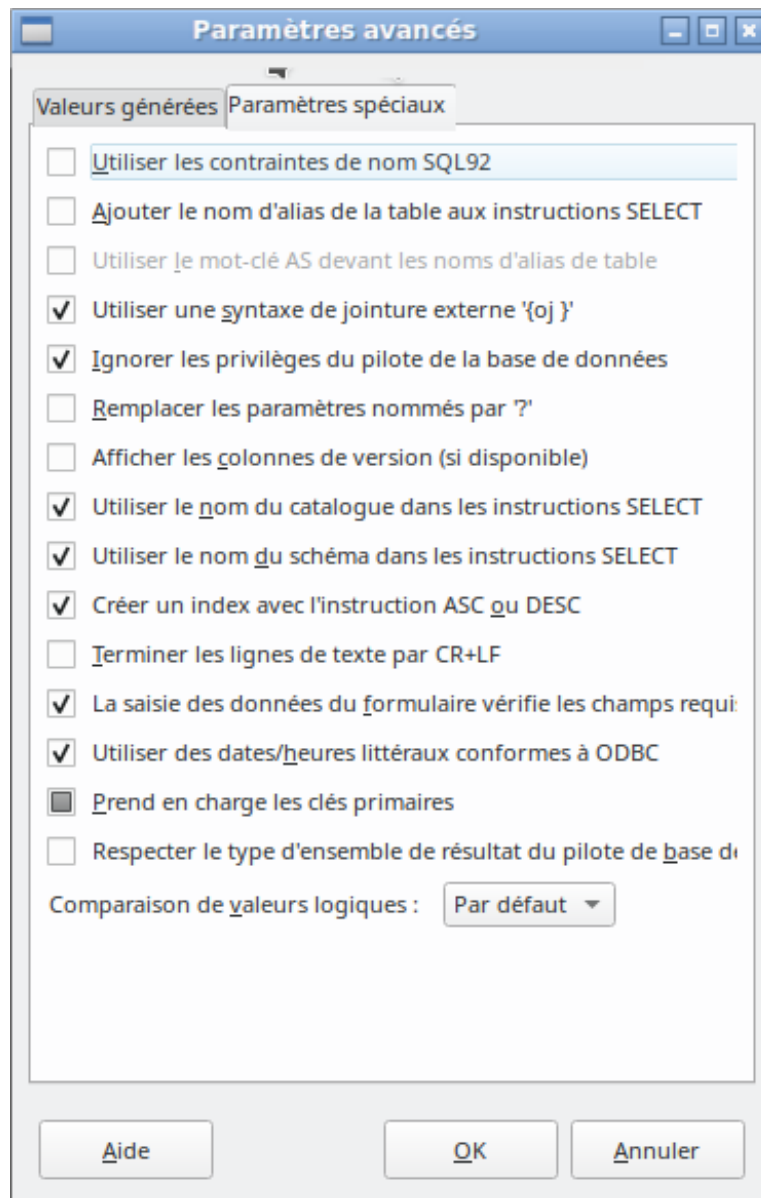 Paramètres avancés
Valeurs générées
Paramètres spéciaux
Utiliser les contraintes de nom SQL92
Ajouter le nom d'alias de la table aux instructions SELECT
Utiliser le mot-clé AS devant les noms d'alias de table
Utiliser une syntaxe de jointure externe '{oj }'
Ignorer les privilèges du pilote de la base de données
Remplacer les paramètres nommés par '?'
Afficher les colonnes de version (si disponible)
Utiliser le nom du catalogue dans les instructions SELECT
Utiliser le nom du schéma dans les instructions SELECT
Créer un index avec l'instruction ASC ou DESC
Terminer les lignes de texte par CR+LF
La saisie des données du formulaire vérifie les champs requi
Utiliser des dates/heures littéraux conformes à ODBC
Prend en charge les clés primaires
Respecter le type d'ensemble de résultat du pilote de base de
Comparaison de valeurs logiques : Par défaut
Aide
OK
Annuler